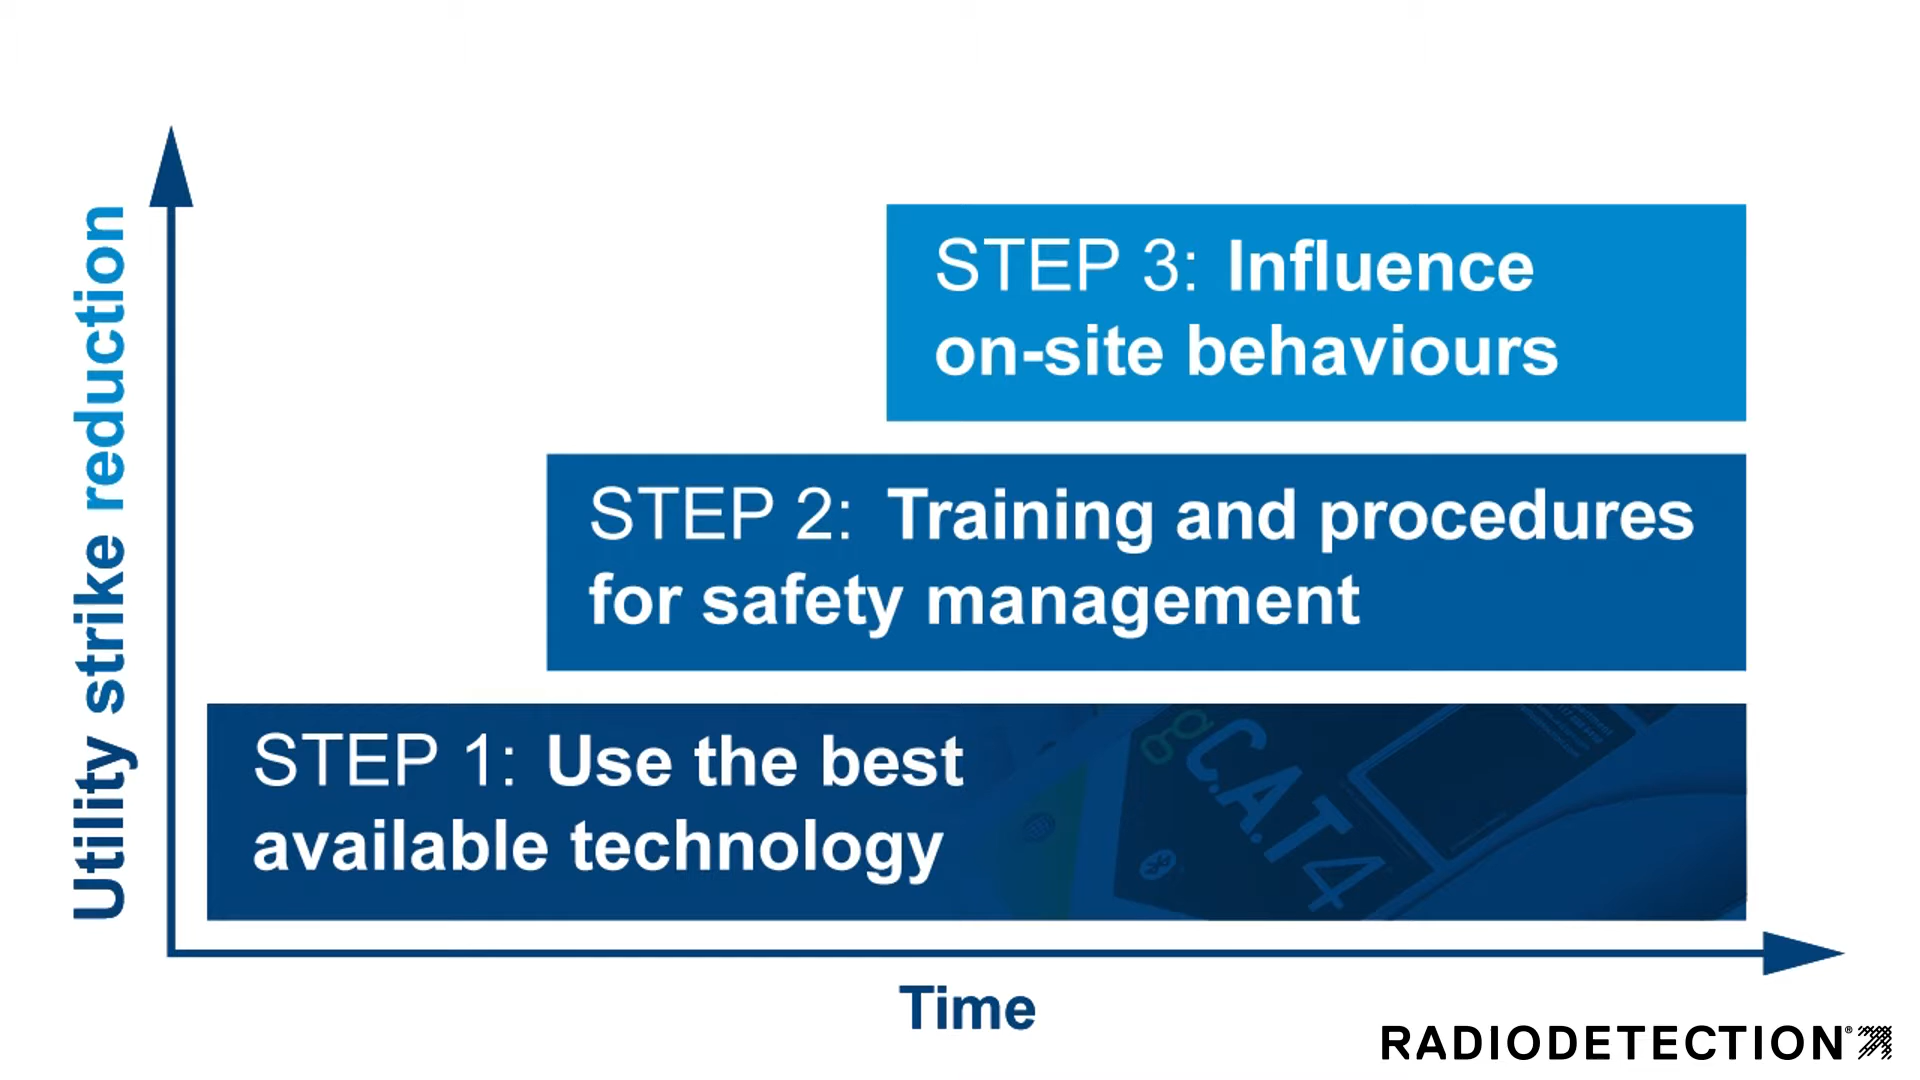 Utility strike reduction
STEP 3: Influence
on-site behaviours
STEP 2: Training and procedures
for safety management
STEP 1: Use the best
available technology
gC.A.T4
Time
RADIODETECTION®